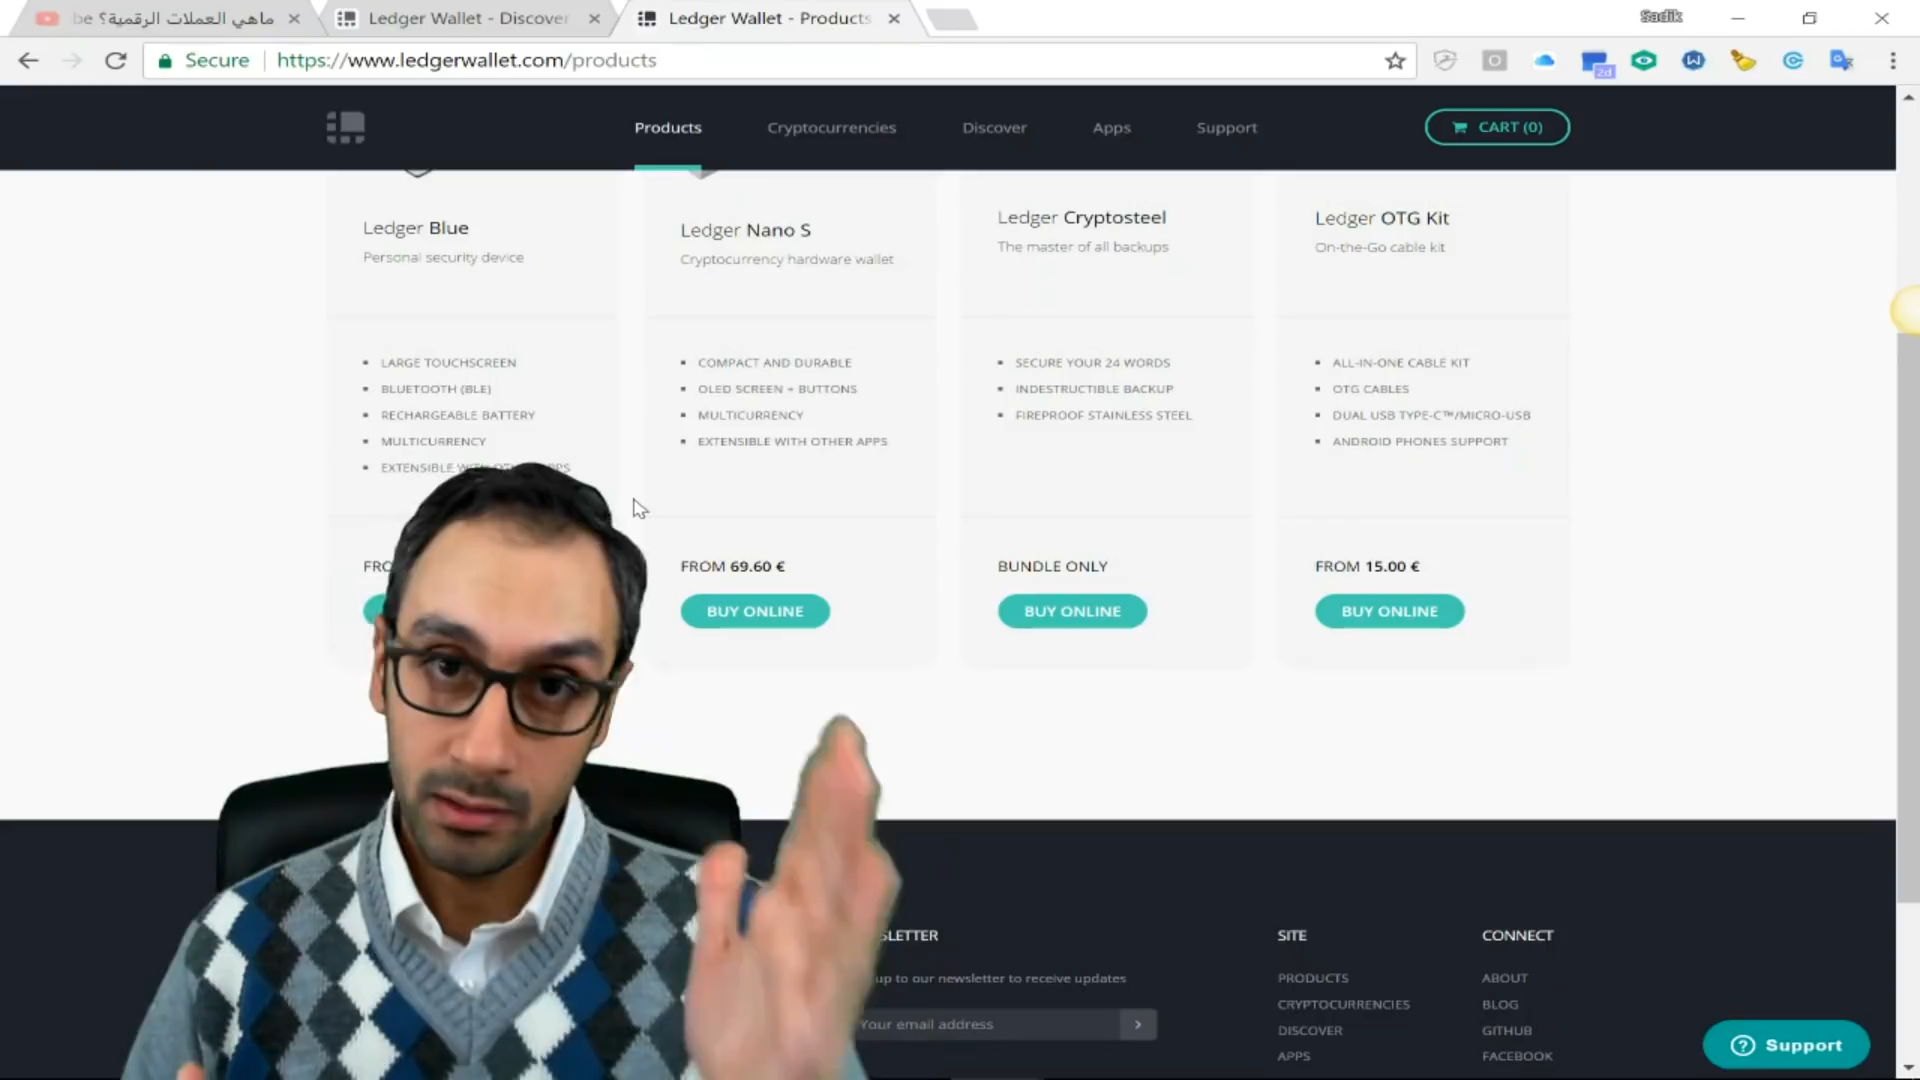 ماهي العملات الرقمية؟ be
Ledger Wallet - Discover
Ledger Wallet - Products
Sadik
Secure
https://www.ledgerwallet.com/products
2d
Products
Cryptocurrencies
Discover
Apps
Support
CART (0)
Ledger Blue
Personal security device
LARGE TOUCHSCREEN
BLUETOOTH (BLE)
RECHARGEABLE BATTERY
MULTICURRENCY
EXTENSIBLE
Ledger Nano S
Cryptocurrency hardware wallet
COMPACT AND DURABLE
OLED SCREEN + BUTTONS
MULTICURRENCY
EXTENSIBLE WITH OTHER APPS
FROM 69.60 €
BUY ONLINE
Ledger Cryptosteel
The master of all backups
SECURE YOUR 24 WORDS
INDESTRUCTIBLE BACKUP
FIREPROOF STAINLESS STEEL
BUNDLE ONLY
BUY ONLINE
Ledger OTG Kit
On-the-Go cable kit
ALL-IN-ONE CABLE KIT
OTG CABLES
DUAL USB TYPE-C™/MICRO-USB
ANDROID PHONES SUPPORT
FROM 15.00 €
BUY ONLINE
SLETTER
up to our newsletter to receive updates
Your email address
SITE
PRODUCTS
CRYPTOCURRENCIES
DISCOVER
APPS
CONNECT
ABOUT
BLOG
GITHUB
FACEBOOK
Support